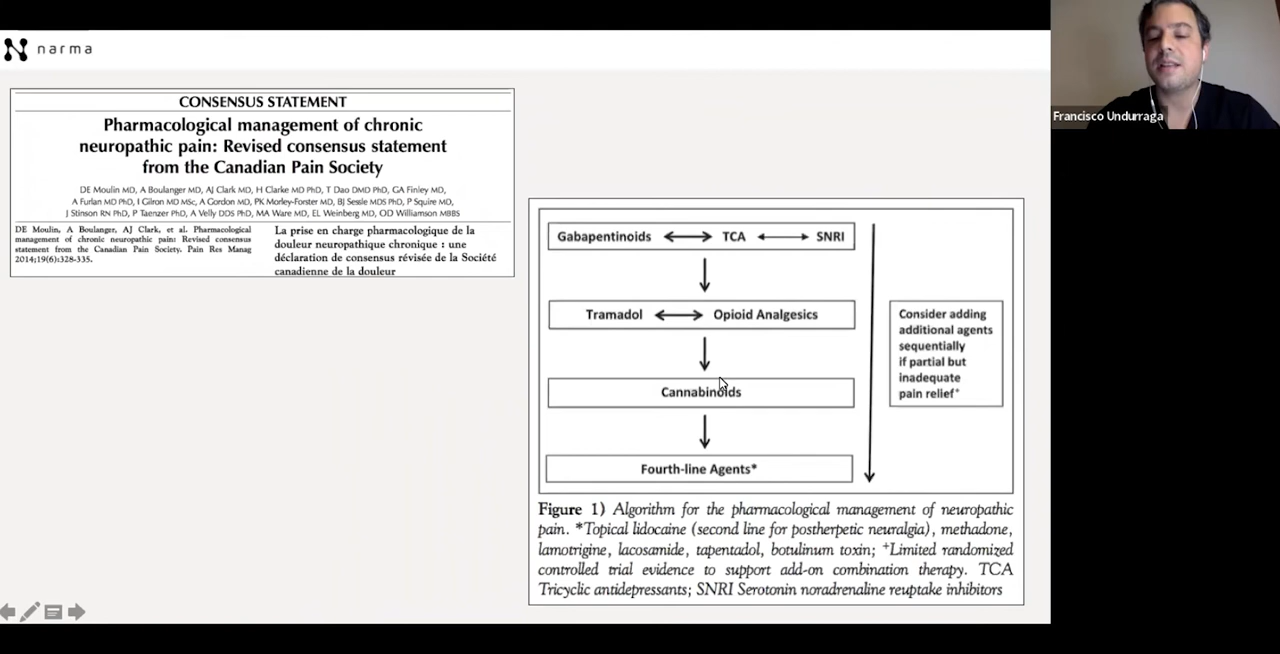 narma
CONSENSUS STATEMENT
Pharmacological management of chronic
neuropathic pain: Revised consensus statement
from the Canadian Pain Society
DE Moulin MD, A Boulanger MD, AJ Clark MD, H Clarke MD PhD, T Dao DMD PhD, GA Finley MD,
A Furlan MD PhD, I Gilron MD MSc, A Gordon MD, PK Morley-Forster MD, BJ Sessle MDS PhD, P Squire MD,
J Stinson RN PhD, P Taenzer PhD, A Velly DDS PhD, MA Ware MD, EL Weinberg MD, OD Williamson MBBS
DE Moulin, A Boulanger, AJ Clark, et al. Pharmacological
management of chronic neuropathic pain: Revised consensus
statement from the Canadian Pain Society. Pain Res Manag
2014;19(6):328-335.
La prise en charge pharmacologique de la
douleur neuropathique chronique : une
déclaration de consensus révisée de la Société
canadienne de la douleur
Gabapentinoids TCA SNRI
Tramadol Opioid Analgesics
Cannabinoids
Fourth-line Agents*
Consider adding
additional agents
sequentially
if partial but
inadequate
pain relief+
Figure 1) Algorithm for the pharmacological management of neuropathic
pain. *Topical lidocaine (second line for postherpetic neuralgia), methadone,
lamotrigine, lacosamide, tapentadol, botulinum toxin; +Limited randomized
controlled trial evidence to support add-on combination therapy. TCA
Tricyclic antidepressants; SNRI Serotonin noradrenaline reuptake inhibitors
Francisco Undurraga